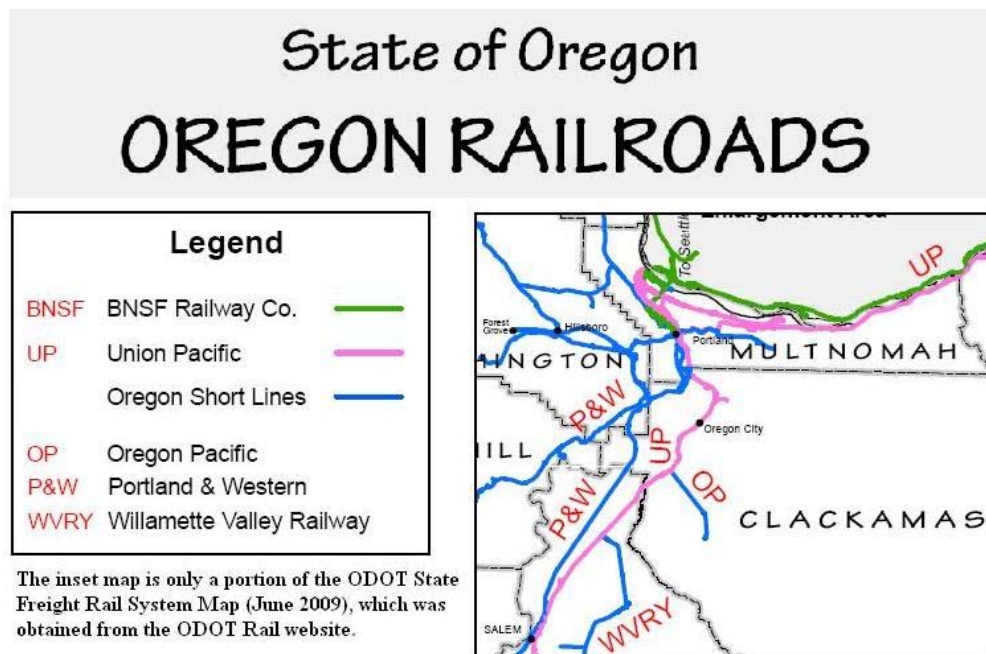 State of Oregon
OREGON RAILROADS
Legend
BNSF BNSF Railway Co.
UP Union Pacific
Oregon Short Lines
OP Oregon Pacific
P&W Portland & Western
WVRY Willamette Valley Railway
The inset map is only a portion of the ODOT State
Freight Rail System Map (June 2009), which was
obtained from the ODOT Rail website.
To Seattle
UP
Forest
Grove
Hillsboro
Portland
MULTNOMAH
INGTON
P&W
Oregon City
UP
ILL
OP
P&W
CLACKAMAS
SALEM
WVRY